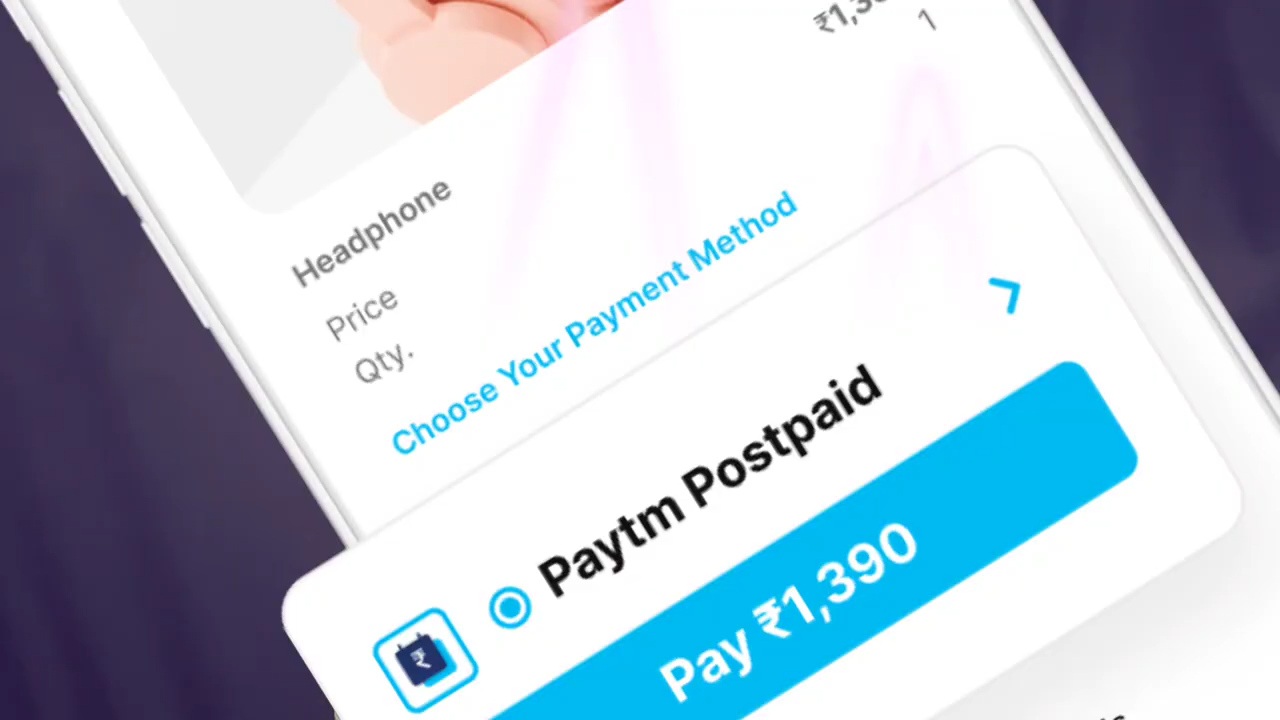 Headphone
Price
Qty. 1
Choose Your Payment Method
Paytm Postpaid
Pay ₹1,390